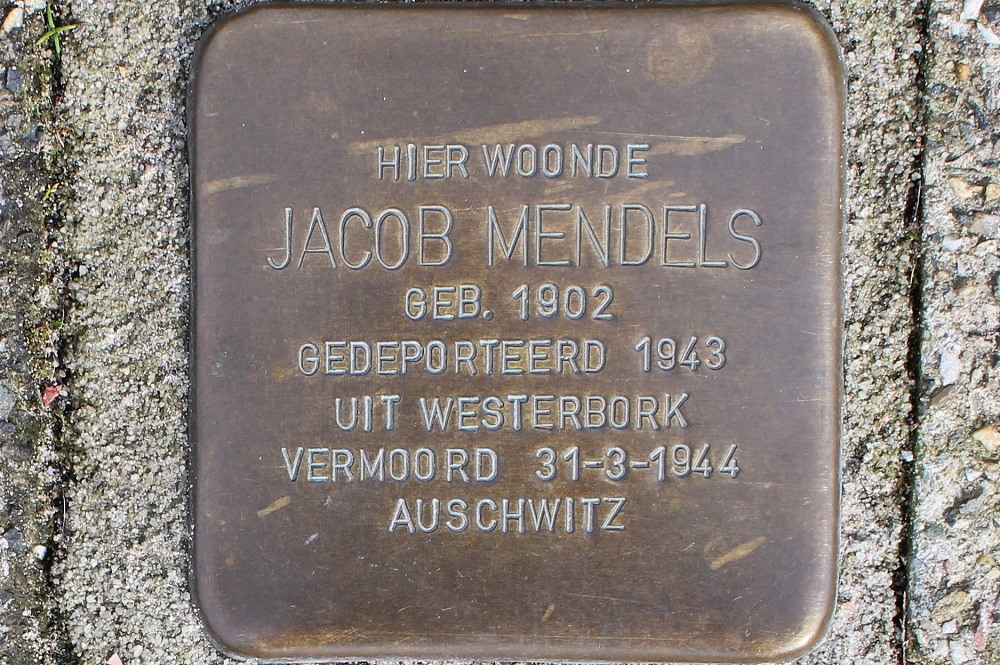 HIER WOONDE
JACOB MENDELS
GEB. 1902
GEDEPORTEERD 1943
UIT WESTERBORK
VERMOORD 31-3-1944
AUSCHWITZ